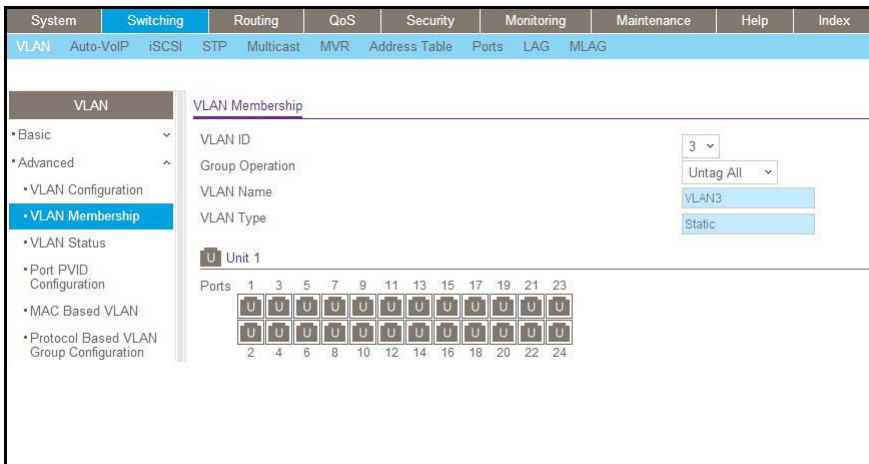 System Switching Routing QoS Security Monitoring Maintenance Help Index
VLAN Auto-VoIP iSCSI STP Multicast MVR Address Table Ports LAG MLAG
VLAN
Basic
Advanced
VLAN Configuration
VLAN Membership
VLAN Status
Port PVID
Configuration
MAC Based VLAN
Protocol Based VLAN
Group Configuration
VLAN Membership
VLAN ID 3
Group Operation Untag All
VLAN Name VLAN3
VLAN Type Static
U Unit 1
Ports 1 3 5 7 9 11 13 15 17 19 21 23
U U U U U U U U U U U U
U U U U U U U U U U U U
2 4 6 8 10 12 14 16 18 20 22 24